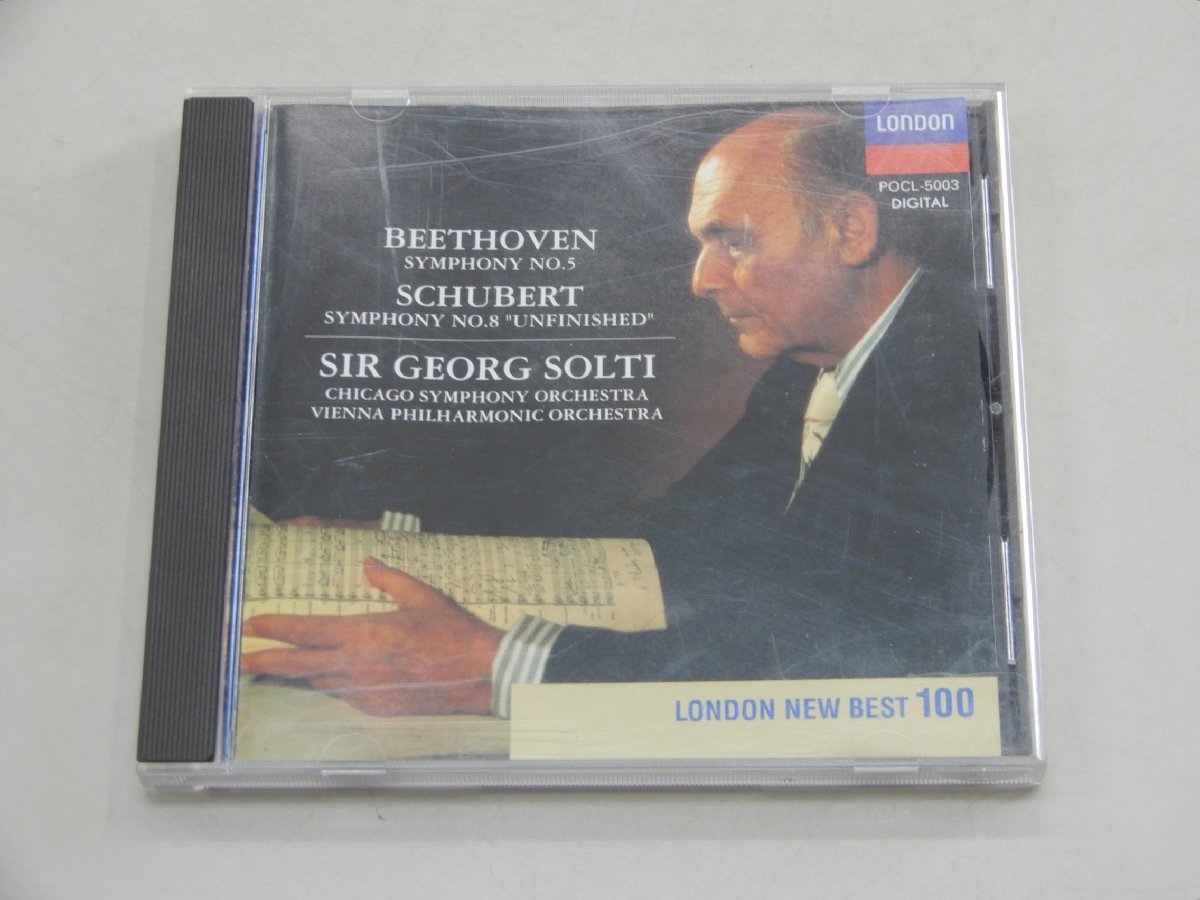 LONDON
POCL-5003
DIGITAL
BEETHOVEN
SYMPHONY NO.5
SCHUBERT
SYMPHONY NO.8 "UNFINISHED"
SIR GEORG SOLTI
CHICAGO SYMPHONY ORCHESTRA
VIENNA PHILHARMONIC ORCHESTRA
LONDON NEW BEST 100